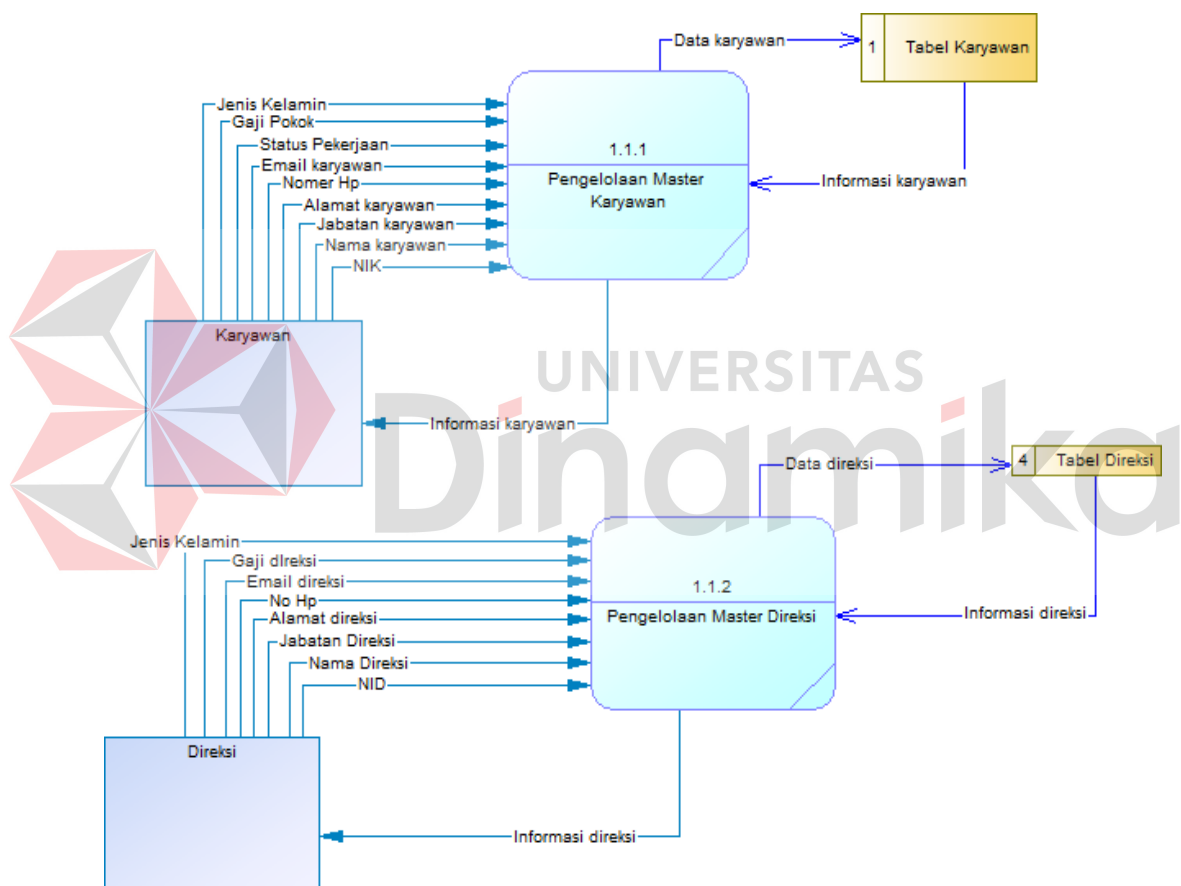 Data karyawan
1 Tabel Karyawan
Jenis Kelamin
Gaji Pokok
Status Pekerjaan
Email karyawan
Nomer Hp
Alamat karyawan
Jabatan karyawan
Nama karyawan
NIK
1.1.1
Pengelolaan Master
Karyawan
Informasi karyawan
Karyawan
Informasi karyawan
UNIVERSITAS
Dinamika
Data direksi
4 Tabel Direksi
Jenis Kelamin
Gaji dIreksi
Email direksi
No Hp
Alamat direksi
Jabatan Direksi
Nama Direksi
NID
1.1.2
Pengelolaan Master Direksi
Informasi direksi
Direksi
Informasi direksi